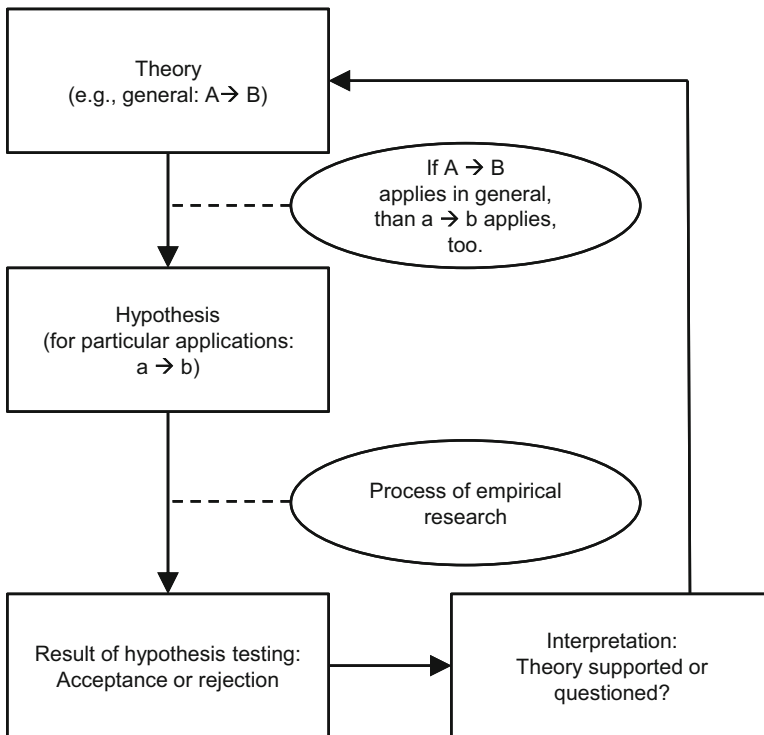 Theory
(e.g., general: A→ B)
If A → B
applies in general,
than a → b applies,
too.
Hypothesis
(for particular applications:
a → b)
Process of empirical
research
Result of hypothesis testing:
Acceptance or rejection
Interpretation:
Theory supported or
questioned?